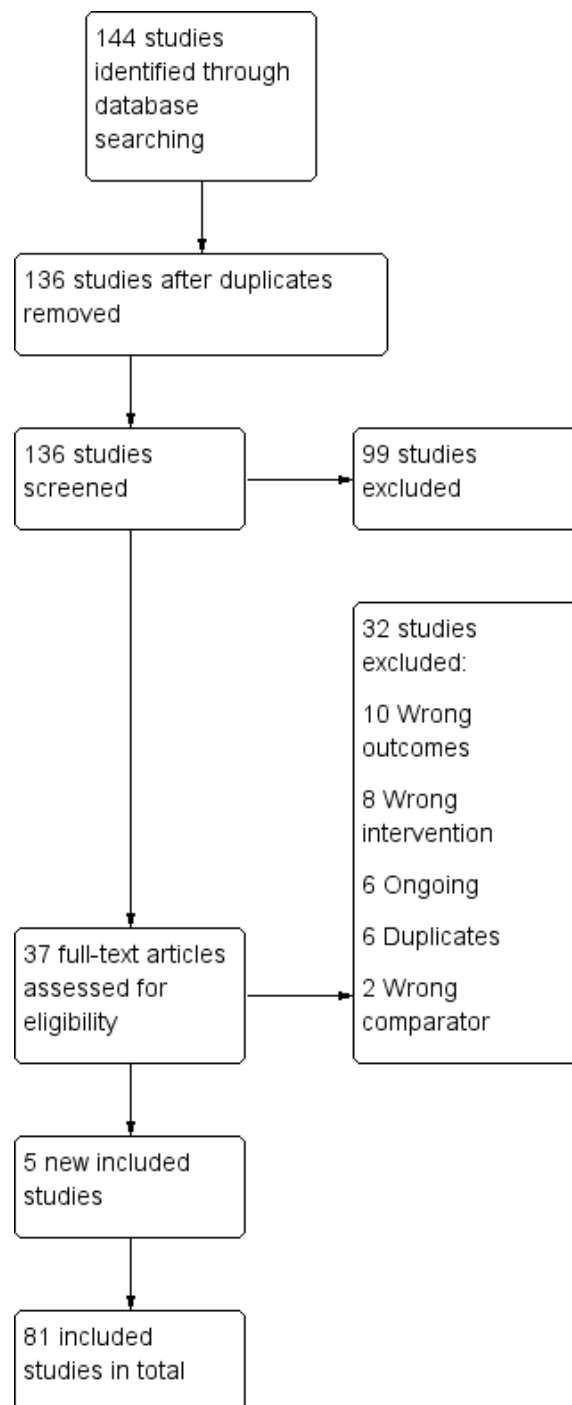 144 studies
identified through
database
searching
136 studies after duplicates
removed
136 studies
screened
99 studies
excluded
32 studies
excluded:
10 Wrong
outcomes
8 Wrong
intervention
6 Ongoing
6 Duplicates
2 Wrong
comparator
37 full-text articles
assessed for
eligibility
5 new included
studies
81 included
studies in total